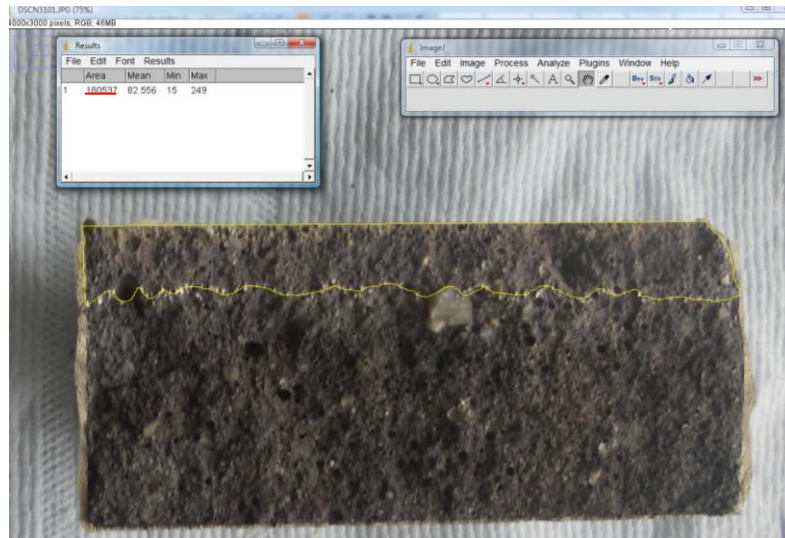 DSCN3101.JPG (75%)
4000x3000 pixels; RGB; 46MB
Results
File Edit Font Results
Area Mean Min Max
1 180537 82.556 15 249
ImageJ
File Edit Image Process Analyze Plugins Window Help
A Dev Stk >>